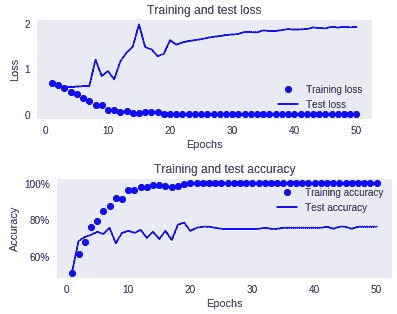 Training and test loss
2
1
0
Loss
Training loss
Test loss
0 10 20 30 40 50
Epochs
Training and test accuracy
100%
80%
60%
Accuracy
Training accuracy
Test accuracy
0 10 20 30 40 50
Epochs